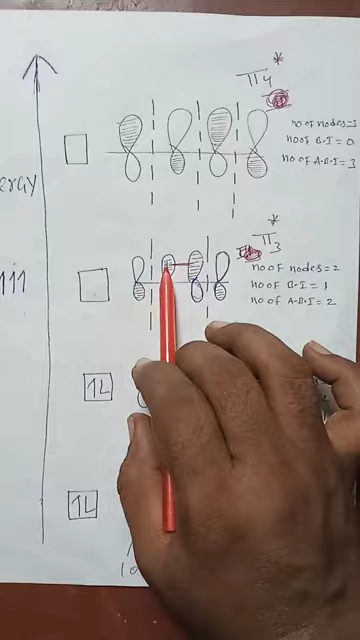 π4*
no of nodes=3
no of B·I=0
no of A·B·I=3
π3*
no of nodes=2
no of B-I=1
no of A-B·I=2
1L
1L